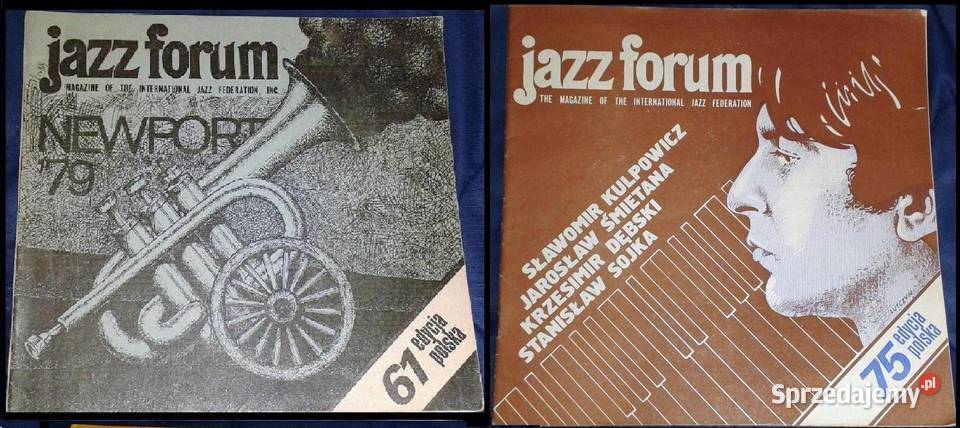 jazz forum
MAGAZINE OF THE INTERNATIONAL JAZZ FEDERATION INC
NEWPORT
'79
61 edycja
polska
jazz forum
THE MAGAZINE OF THE INTERNATIONAL JAZZ FEDERATION
SŁAWOMIR KULPOWICZ
JAROSŁAW ŚMIETANA
KRZESIMIR DĘBSKI
STANISŁAW SOJKA
75 edycja
polska
Sprzedajemy.pl